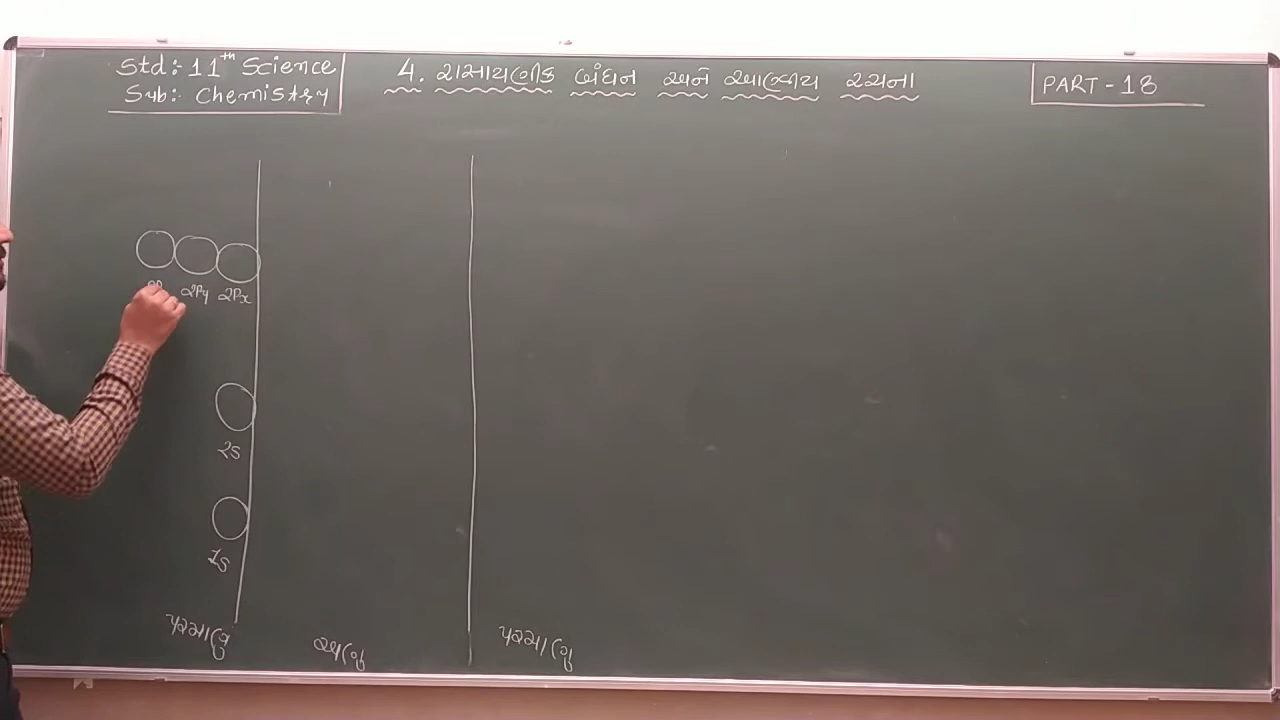 Std:- 11th Science
Sub:- Chemistry
4. રાસાયણીક બંધન અને આણ્વીય રચના
PART - 18
2Py 2Px
2s
1s
પરમાણુ
અણુ
પરમાણુ